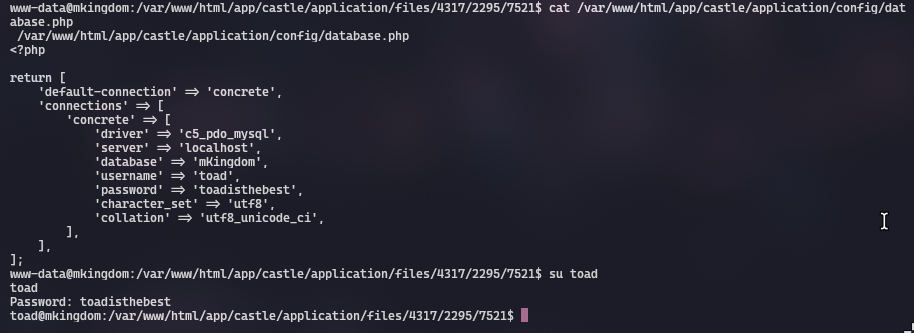 www-data@mkingdom:/var/www/html/app/castle/application/files/4317/2295/7521$ cat /var/www/html/app/castle/application/config/dat
abase.php
 /var/www/html/app/castle/application/config/database.php
<?php

return [
    'default-connection' => 'concrete',
    'connections' => [
        'concrete' => [
            'driver' => 'c5_pdo_mysql',
            'server' => 'localhost',
            'database' => 'mKingdom',
            'username' => 'toad',
            'password' => 'toadisthebest',
            'character_set' => 'utf8',
            'collation' => 'utf8_unicode_ci',
        ],
    ],
];
www-data@mkingdom:/var/www/html/app/castle/application/files/4317/2295/7521$ su toad
toad
Password: toadisthebest
toad@mkingdom:/var/www/html/app/castle/application/files/4317/2295/7521$